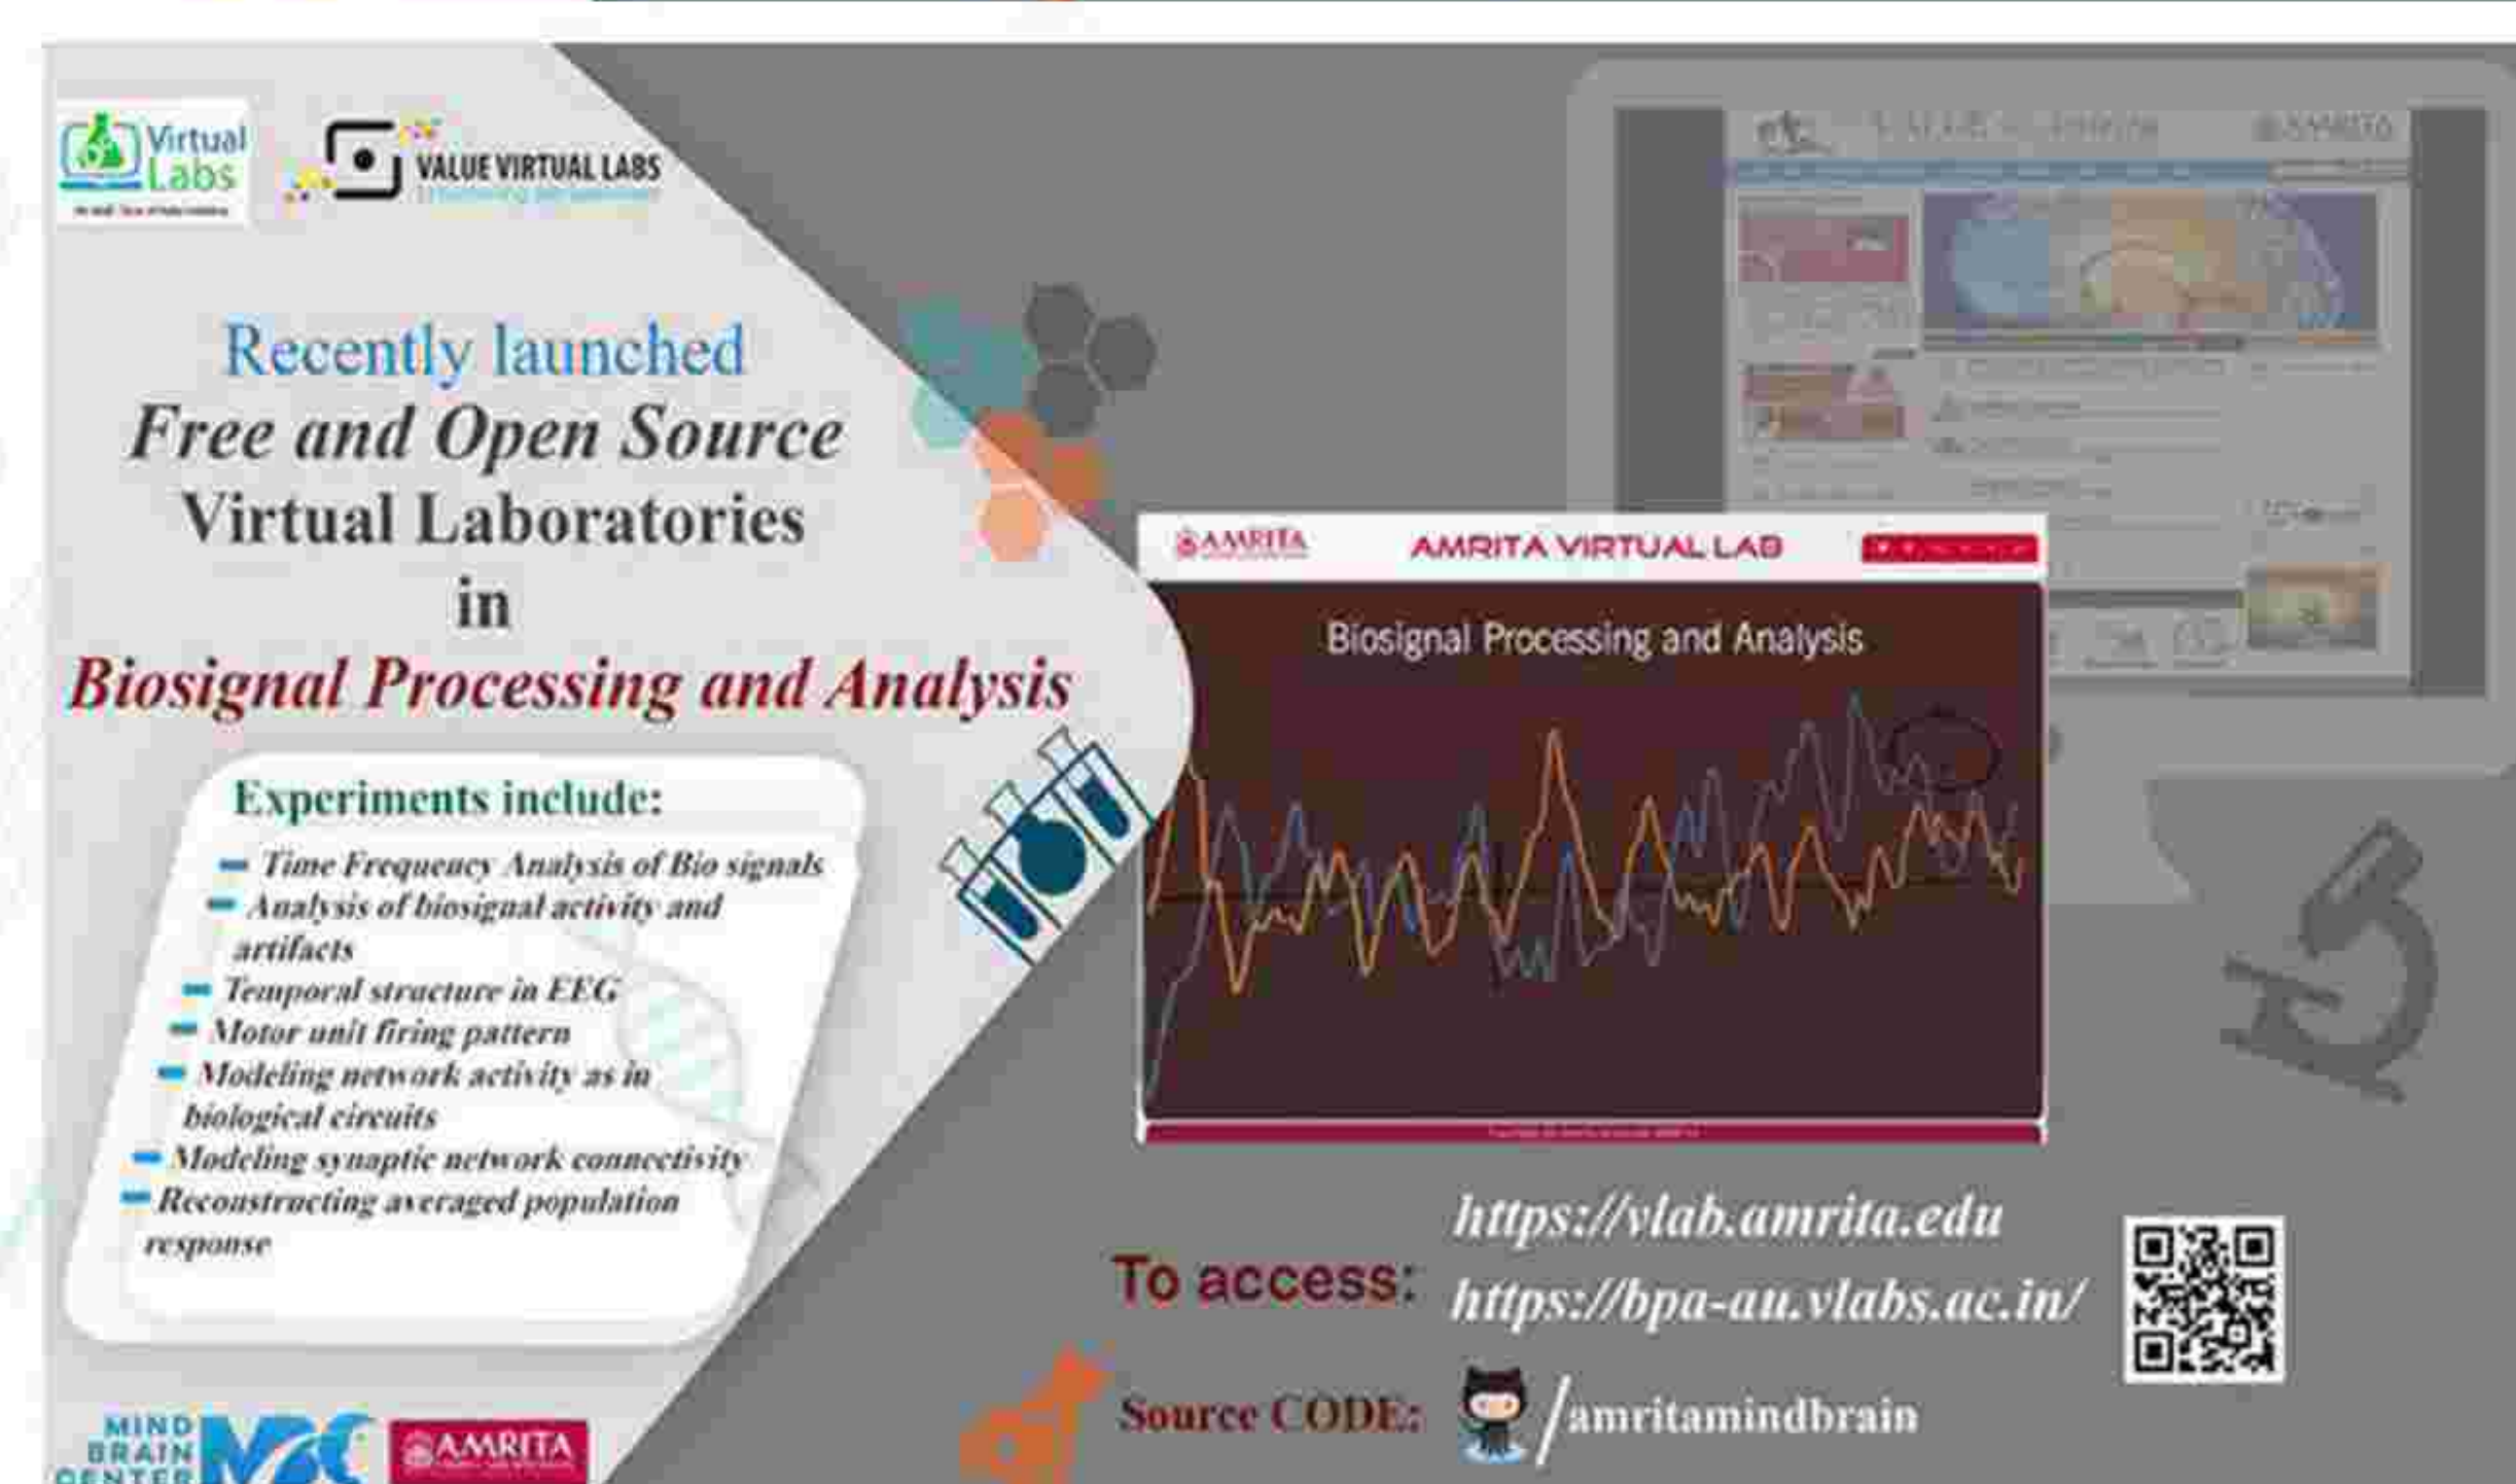 Virtual
Labs
VALUE VIRTUAL LABS
Recently launched
Free and Open Source
Virtual Laboratories
in
Biosignal Processing and Analysis
Experiments include:
Time Frequency Analysis of Bio signals
Analysis of biosignal activity and
artifacts
Temporal structure in EEG
Motor unit firing pattern
Modeling network activity as in
biological circuits
Modeling synaptic network connectivity
Reconstructing averaged population
response
MIND
BRAIN
CENTER
MBC
AMRITA
AMRITA
AMRITA VIRTUAL LAB
Biosignal Processing and Analysis
To access:
https://vlab.amrita.edu
https://bpa-au.vlabs.ac.in/
Source CODE:
/amritamindbrain